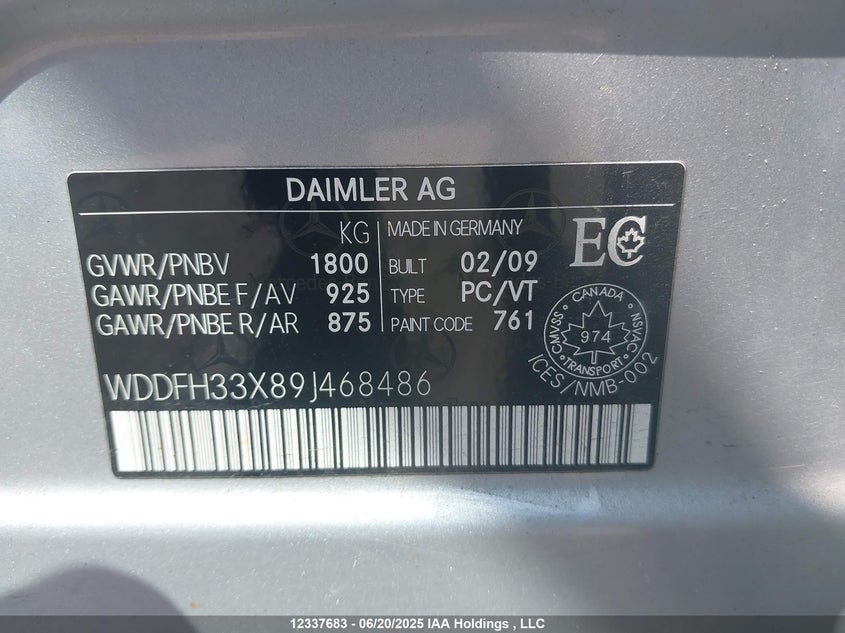 DAIMLER AG
KG
GVWR/PNBV 1800
GAWR/PNBE F/AV 925
GAWR/PNBE R/AR 875
MADE IN GERMANY
BUILT 02/09
TYPE PC/VT
PAINT CODE 761
EC
CANADA
CMVSS
974
NSVAC
TRANSPORT
ICES/NMB-002
WDDFH33X89J468486
12337683 - 06/20/2025 IAA Holdings , LLC